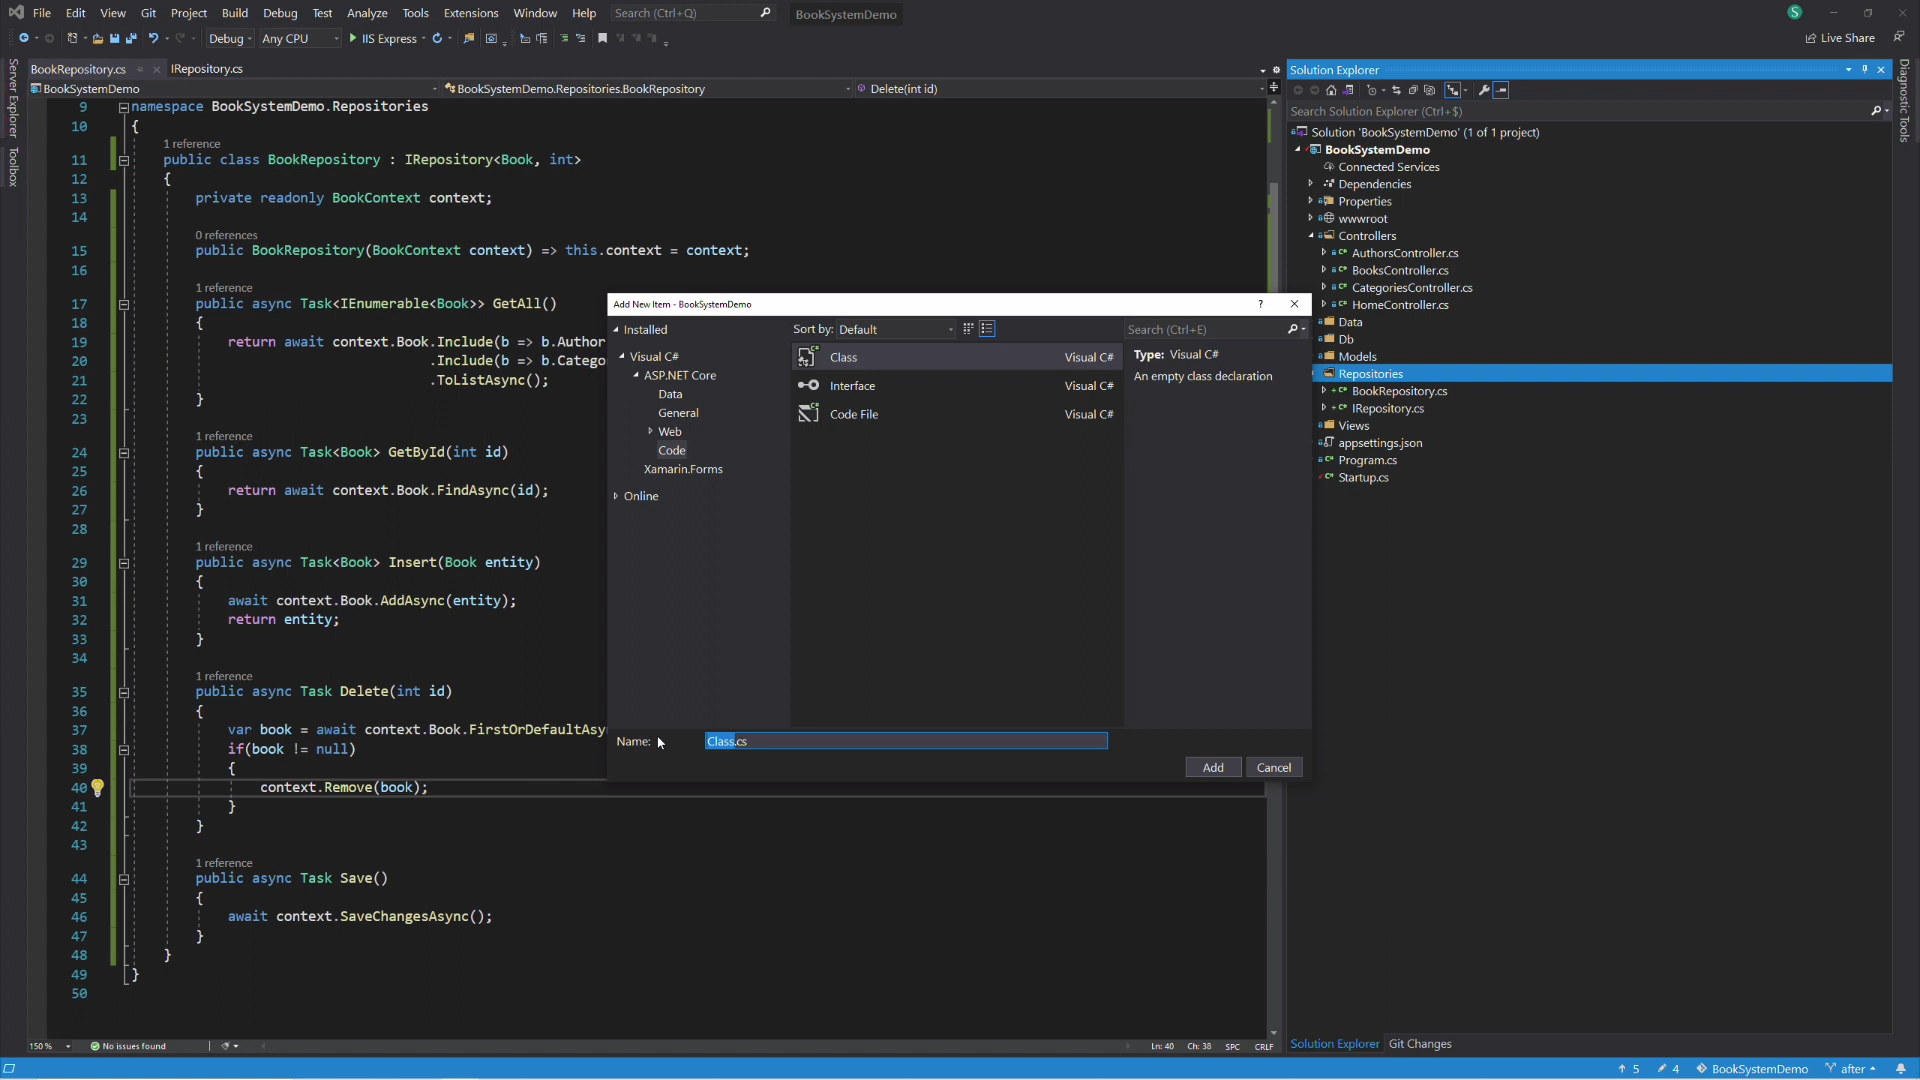 File Edit View Git Project Build Debug Test Analyze Tools Extensions Window Help Search (Ctrl+Q) BookSystemDemo S
Debug Any CPU IIS Express Live Share
Server Explorer
Toolbox
BookRepository.cs IRepository.cs
BookSystemDemo BookSystemDemo.Repositories.BookRepository Delete(int id)
9 namespace BookSystemDemo.Repositories
10 {
1 reference
11 public class BookRepository : IRepository<Book, int>
12 {
13 private readonly BookContext context;
14
0 references
15 public BookRepository(BookContext context) => this.context = context;
16
1 reference
17 public async Task<IEnumerable<Book>> GetAll()
18 {
19 return await context.Book.Include(b => b.Author
20 .Include(b => b.Catego
21 .ToListAsync();
22 }
23
1 reference
24 public async Task<Book> GetById(int id)
25 {
26 return await context.Book.FindAsync(id);
27 }
28
1 reference
29 public async Task<Book> Insert(Book entity)
30 {
31 await context.Book.AddAsync(entity);
32 return entity;
33 }
34
1 reference
35 public async Task Delete(int id)
36 {
37 var book = await context.Book.FirstOrDefaultAsy
38 if(book != null)
39 {
40 context.Remove(book);
41 }
42 }
43
1 reference
44 public async Task Save()
45 {
46 await context.SaveChangesAsync();
47 }
48 }
49 }
50
150 % No issues found Ln: 40 Ch: 38 SPC CRLF
Add New Item - BookSystemDemo ?
Installed
Visual C#
ASP.NET Core
Data
General
Web
Code
Xamarin.Forms
Online
Sort by: Default
Class Visual C#
Interface Visual C#
Code File Visual C#
Search (Ctrl+E)
Type: Visual C#
An empty class declaration
Name: Class.cs
Add Cancel
Solution Explorer
Search Solution Explorer (Ctrl+$)
Solution 'BookSystemDemo' (1 of 1 project)
BookSystemDemo
Connected Services
Dependencies
Properties
wwwroot
Controllers
AuthorsController.cs
BooksController.cs
CategoriesController.cs
HomeController.cs
Data
Db
Models
Repositories
BookRepository.cs
IRepository.cs
Views
appsettings.json
Program.cs
Startup.cs
Solution Explorer Git Changes
Diagnostic Tools
5 4 BookSystemDemo after